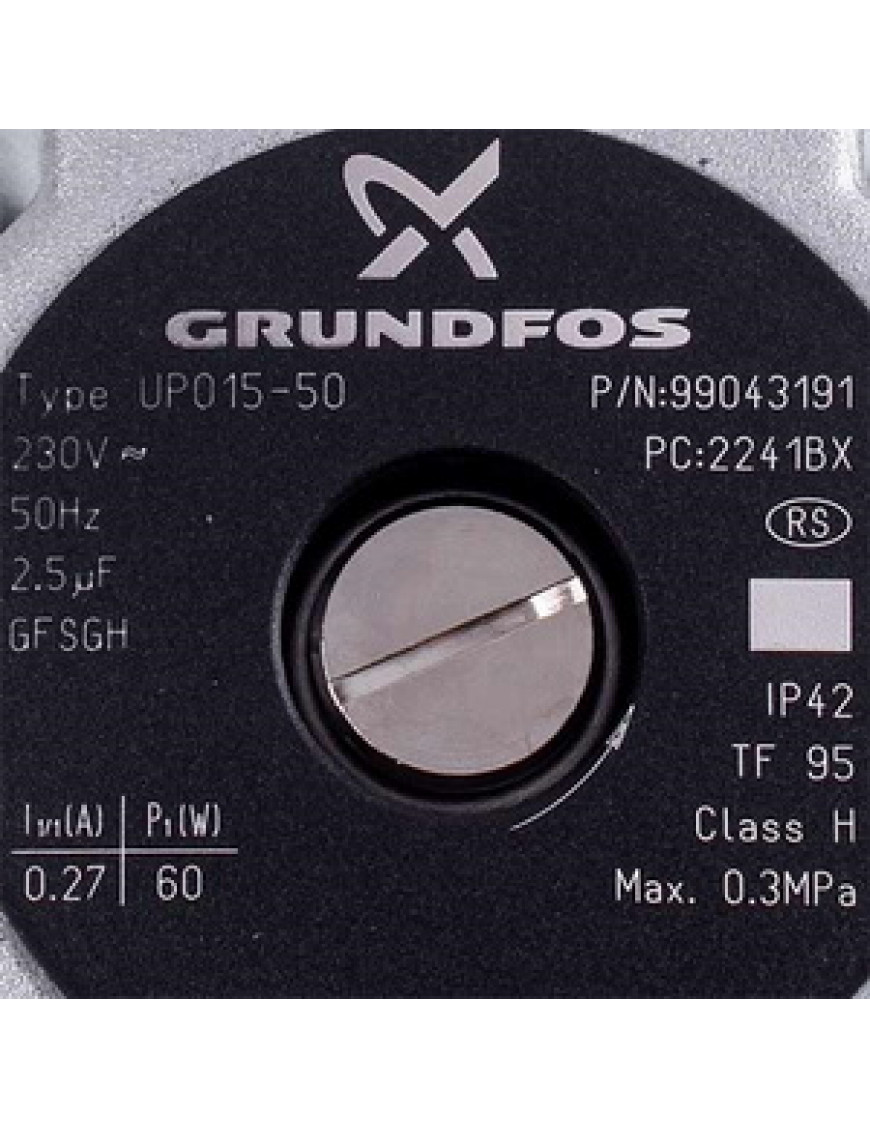 GRUNDFOS
Type UPO15-50
P/N:99043191
230V ~
PC:2241BX
50Hz
RS
2.5µF
GFSGH
IP42
TF 95
I1/1(A) P1(W)
Class H
0.27 60
Max. 0.3MPa